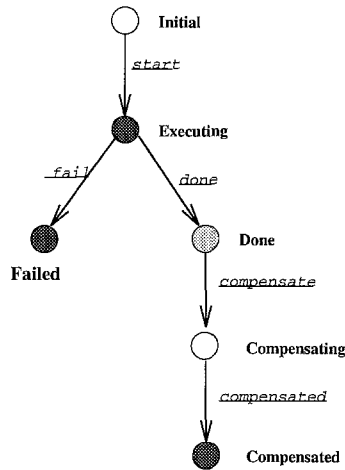 Initial
start
Executing
fail
done
Done
Failed
compensate
Compensating
compensated
Compensated